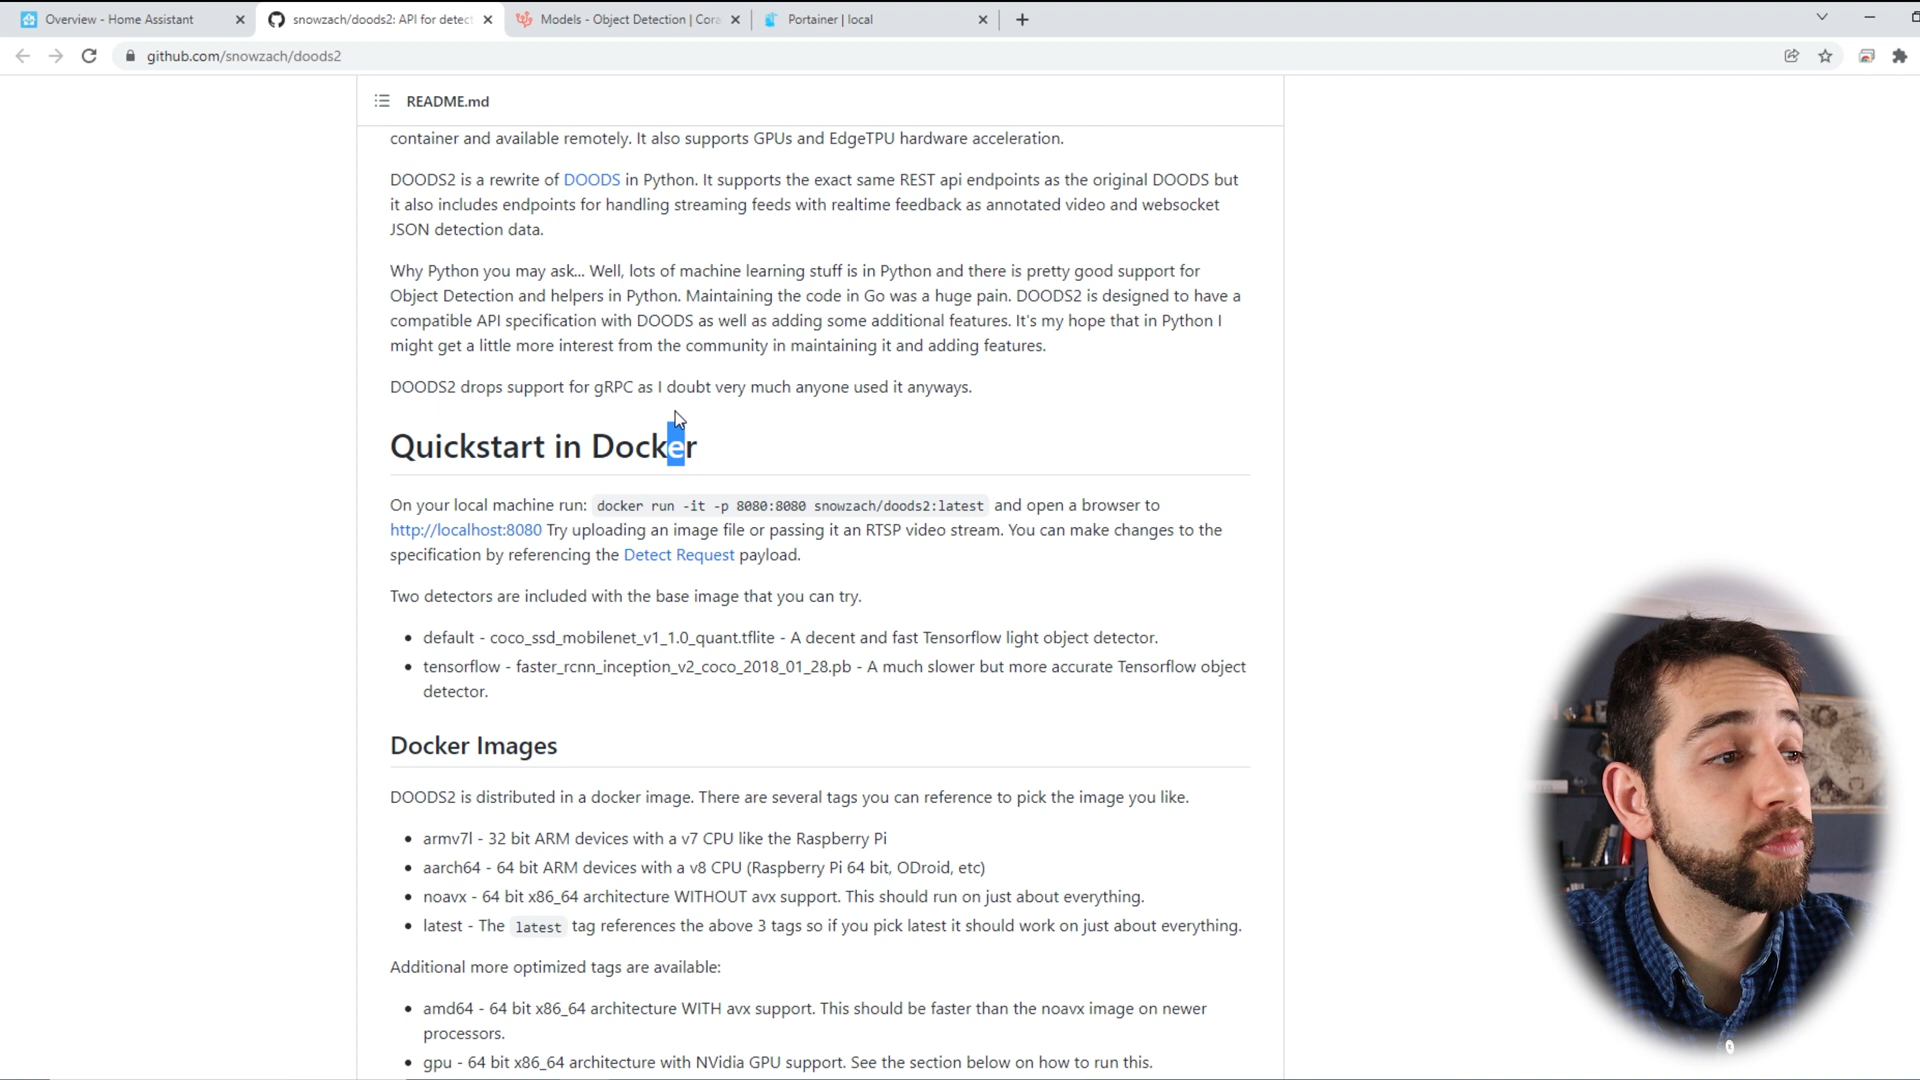 Overview - Home Assistant
snowzach/doods2: API for detect
Models - Object Detection | Cora
Portainer | local
github.com/snowzach/doods2
README.md
container and available remotely. It also supports GPUs and EdgeTPU hardware acceleration.
DOODS2 is a rewrite of DOODS in Python. It supports the exact same REST api endpoints as the original DOODS but
it also includes endpoints for handling streaming feeds with realtime feedback as annotated video and websocket
JSON detection data.
Why Python you may ask... Well, lots of machine learning stuff is in Python and there is pretty good support for
Object Detection and helpers in Python. Maintaining the code in Go was a huge pain. DOODS2 is designed to have a
compatible API specification with DOODS as well as adding some additional features. It's my hope that in Python I
might get a little more interest from the community in maintaining it and adding features.
DOODS2 drops support for gRPC as I doubt very much anyone used it anyways.
Quickstart in Docker
On your local machine run: docker run -it -p 8080:8080 snowzach/doods2:latest and open a browser to
http://localhost:8080 Try uploading an image file or passing it an RTSP video stream. You can make changes to the
specification by referencing the Detect Request payload.
Two detectors are included with the base image that you can try.
• default - coco_ssd_mobilenet_v1_1.0_quant.tflite - A decent and fast Tensorflow light object detector.
• tensorflow - faster_rcnn_inception_v2_coco_2018_01_28.pb - A much slower but more accurate Tensorflow object
detector.
Docker Images
DOODS2 is distributed in a docker image. There are several tags you can reference to pick the image you like.
• armv7l - 32 bit ARM devices with a v7 CPU like the Raspberry Pi
• aarch64 - 64 bit ARM devices with a v8 CPU (Raspberry Pi 64 bit, ODroid, etc)
• noavx - 64 bit x86_64 architecture WITHOUT avx support. This should run on just about everything.
• latest - The latest tag references the above 3 tags so if you pick latest it should work on just about everything.
Additional more optimized tags are available:
• amd64 - 64 bit x86_64 architecture WITH avx support. This should be faster than the noavx image on newer
processors.
• gpu - 64 bit x86_64 architecture with NVidia GPU support. See the section below on how to run this.